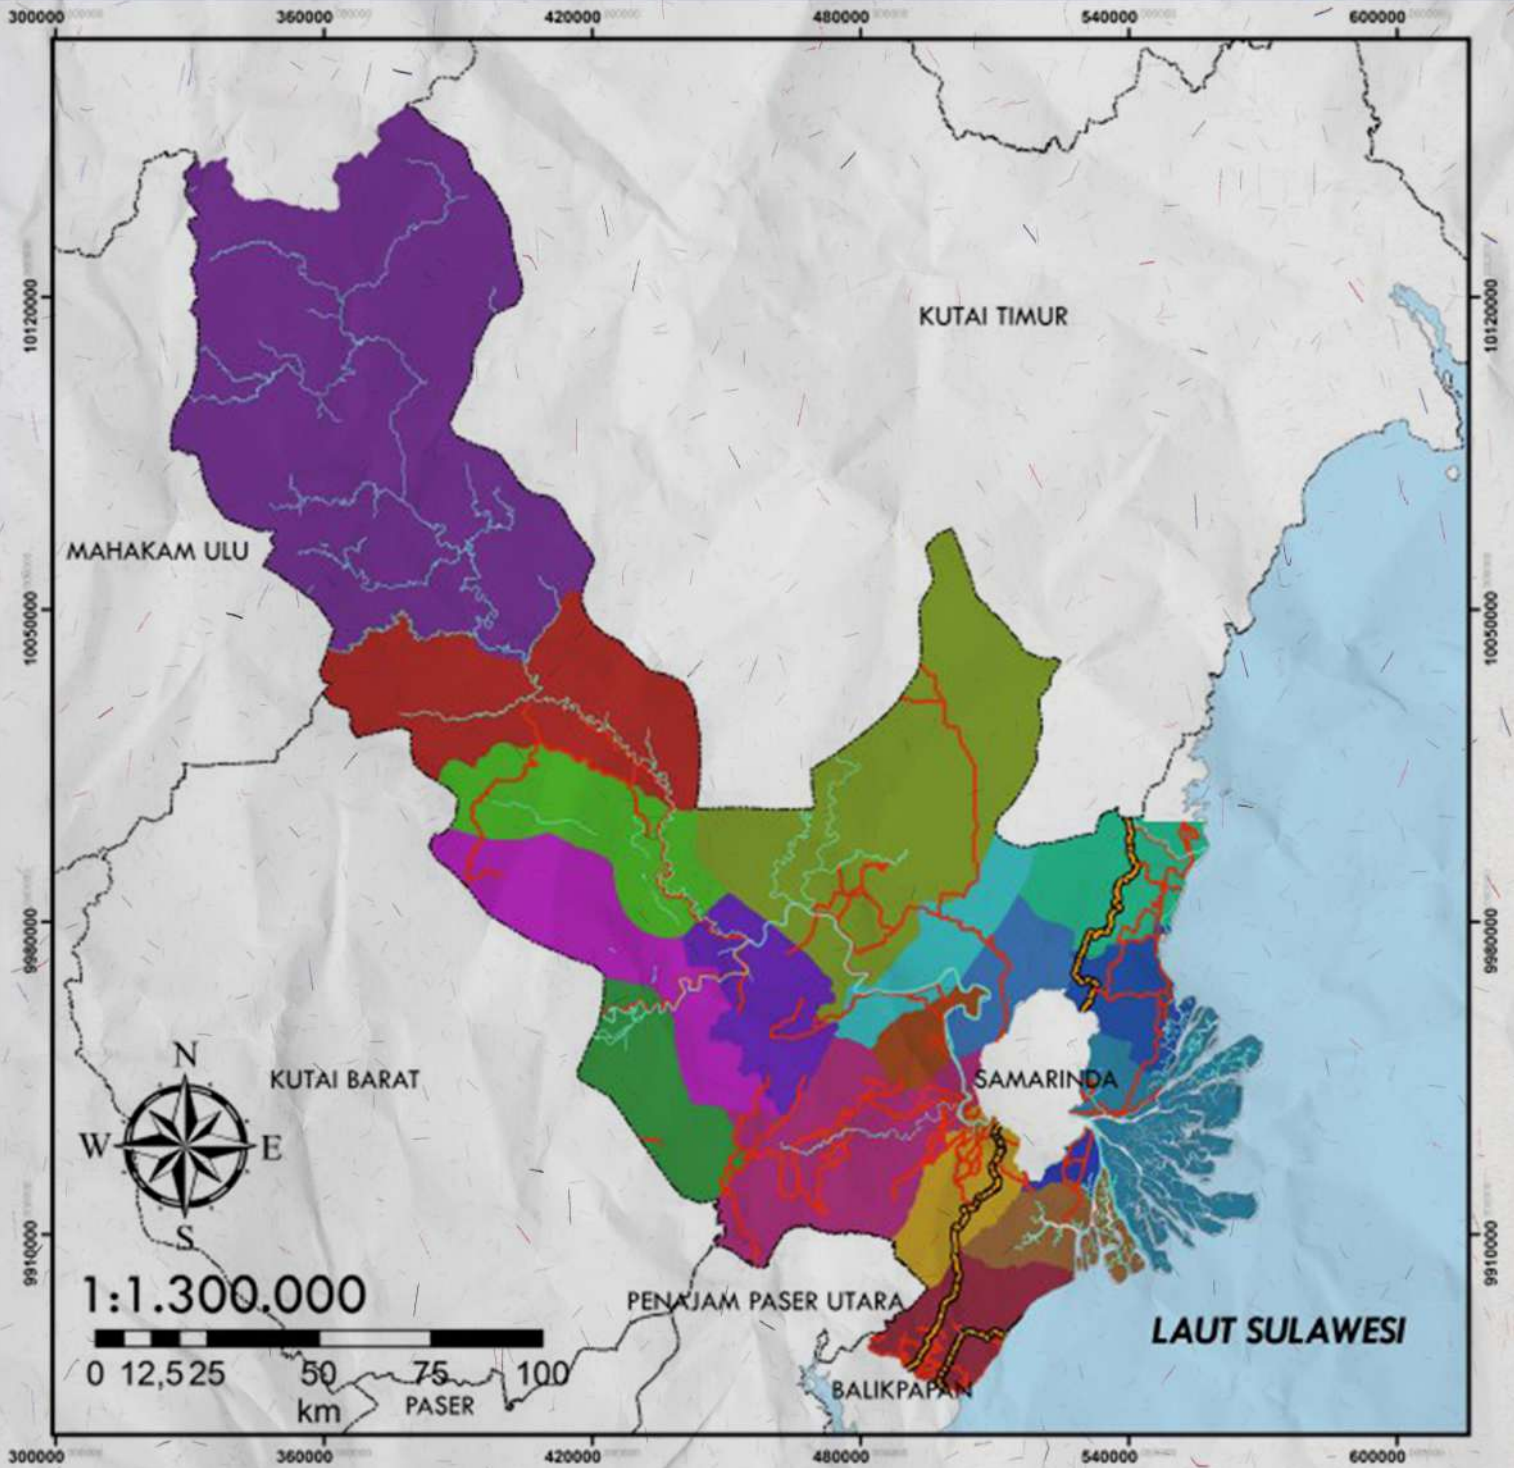 300000 360000 420000 480000 540000 600000
10120000
10120000
KUTAI TIMUR
MAHAKAM ULU
10050000
10050000
9980000
9980000
N
W E
S
KUTAI BARAT
SAMARINDA
9910000
9910000
1:1.300.000
PENAJAM PASER UTARA
LAUT SULAWESI
0 12,5 25 50 75 100
km
PASER
BALIKPAPAN
300000 360000 420000 480000 540000 600000